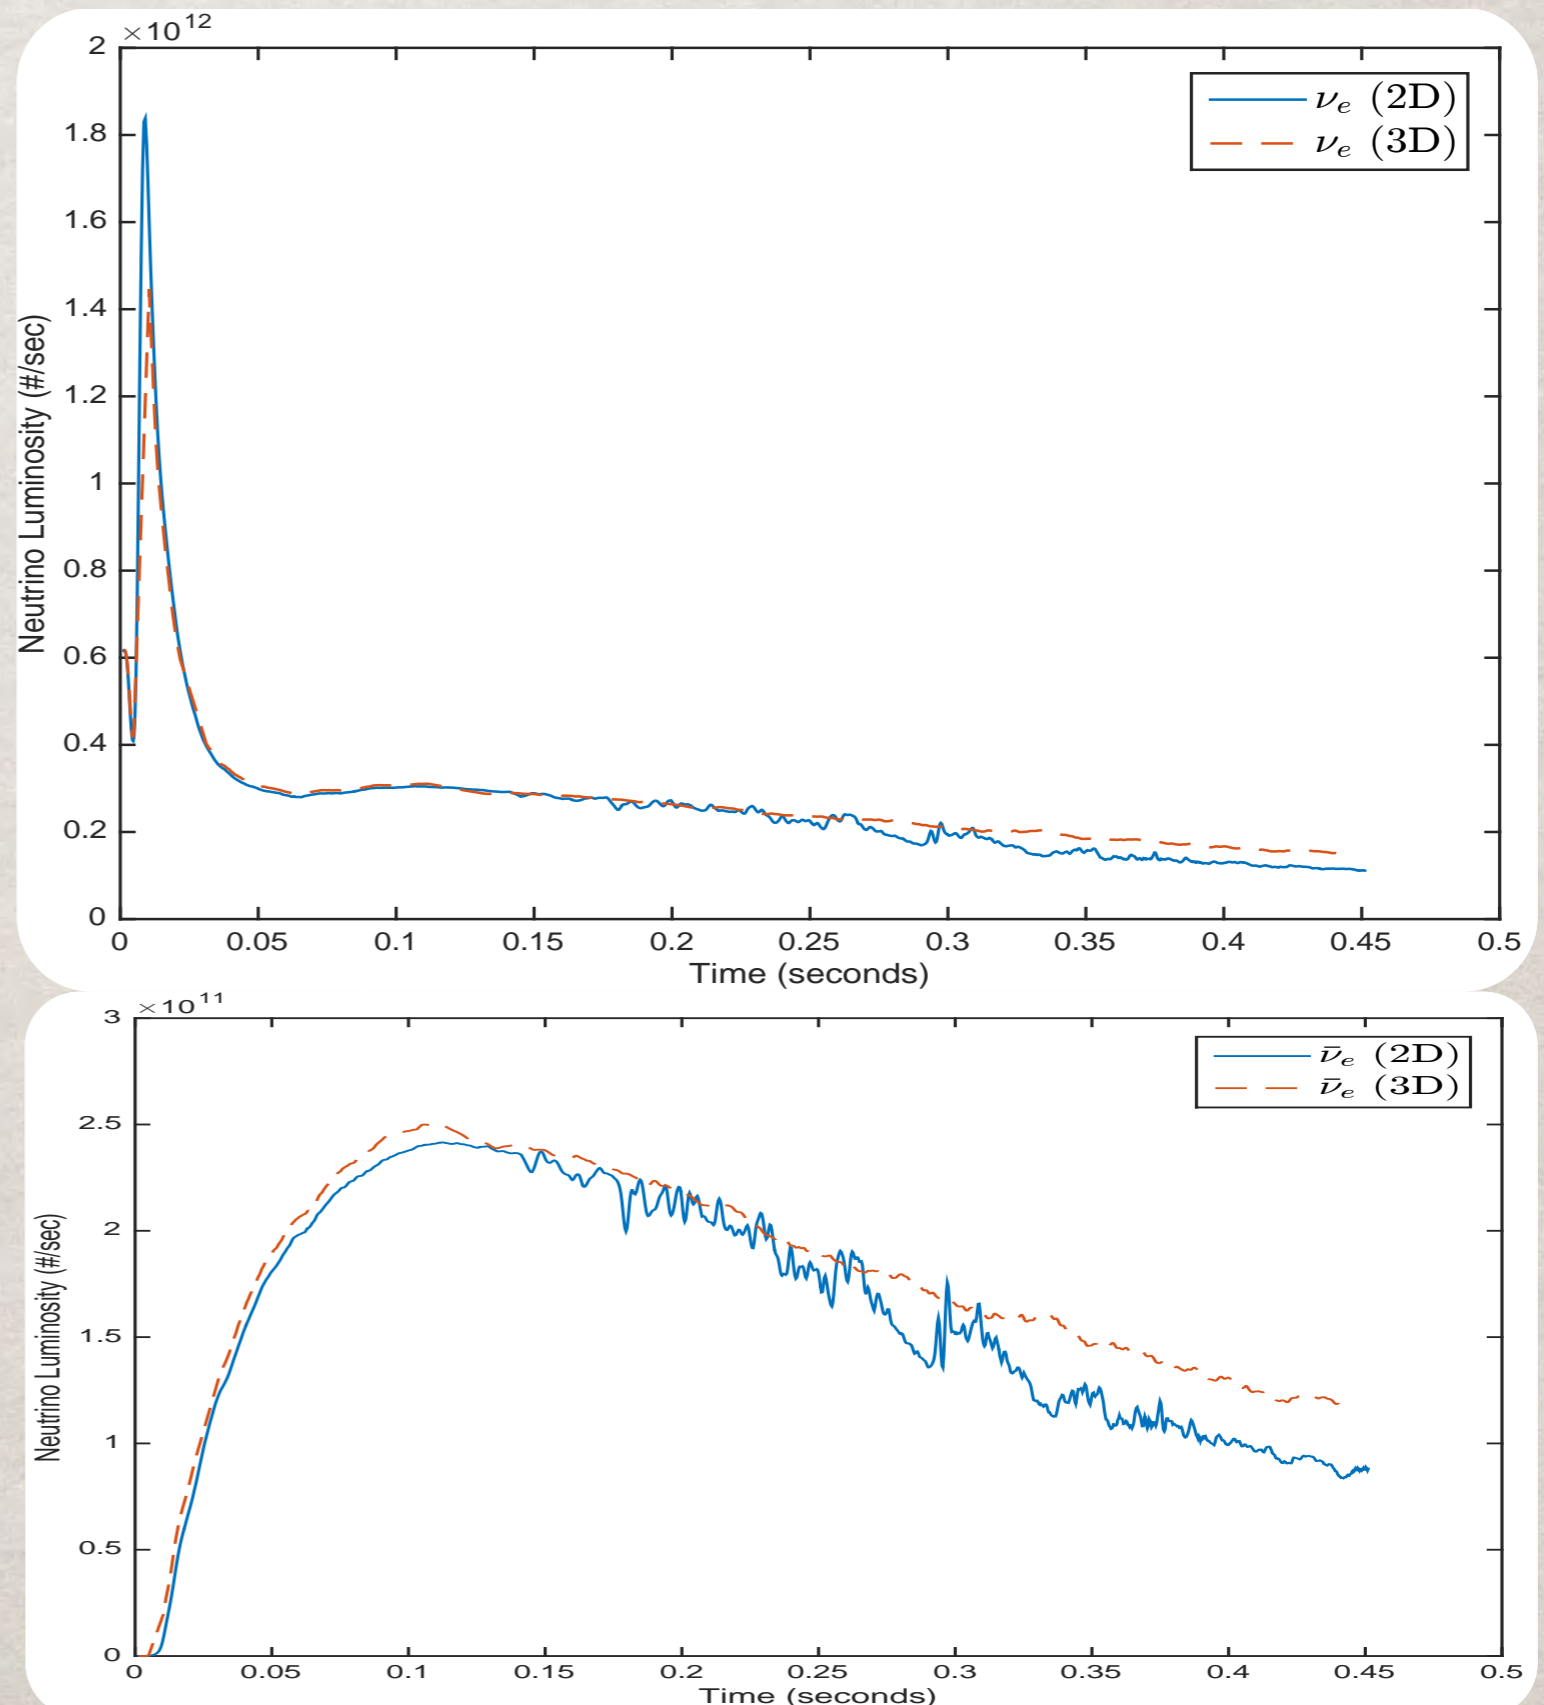 ×10¹²
2
1.8
1.6
1.4
1.2
1
0.8
0.6
0.4
0.2
0
Neutrino Luminosity (#/sec)
νₑ (2D)
νₑ (3D)
0 0.05 0.1 0.15 0.2 0.25 0.3 0.35 0.4 0.45 0.5
Time (seconds)
×10¹¹
3
2.5
2
1.5
1
0.5
0
Neutrino Luminosity (#/sec)
ν̄ₑ (2D)
ν̄ₑ (3D)
0 0.05 0.1 0.15 0.2 0.25 0.3 0.35 0.4 0.45 0.5
Time (seconds)